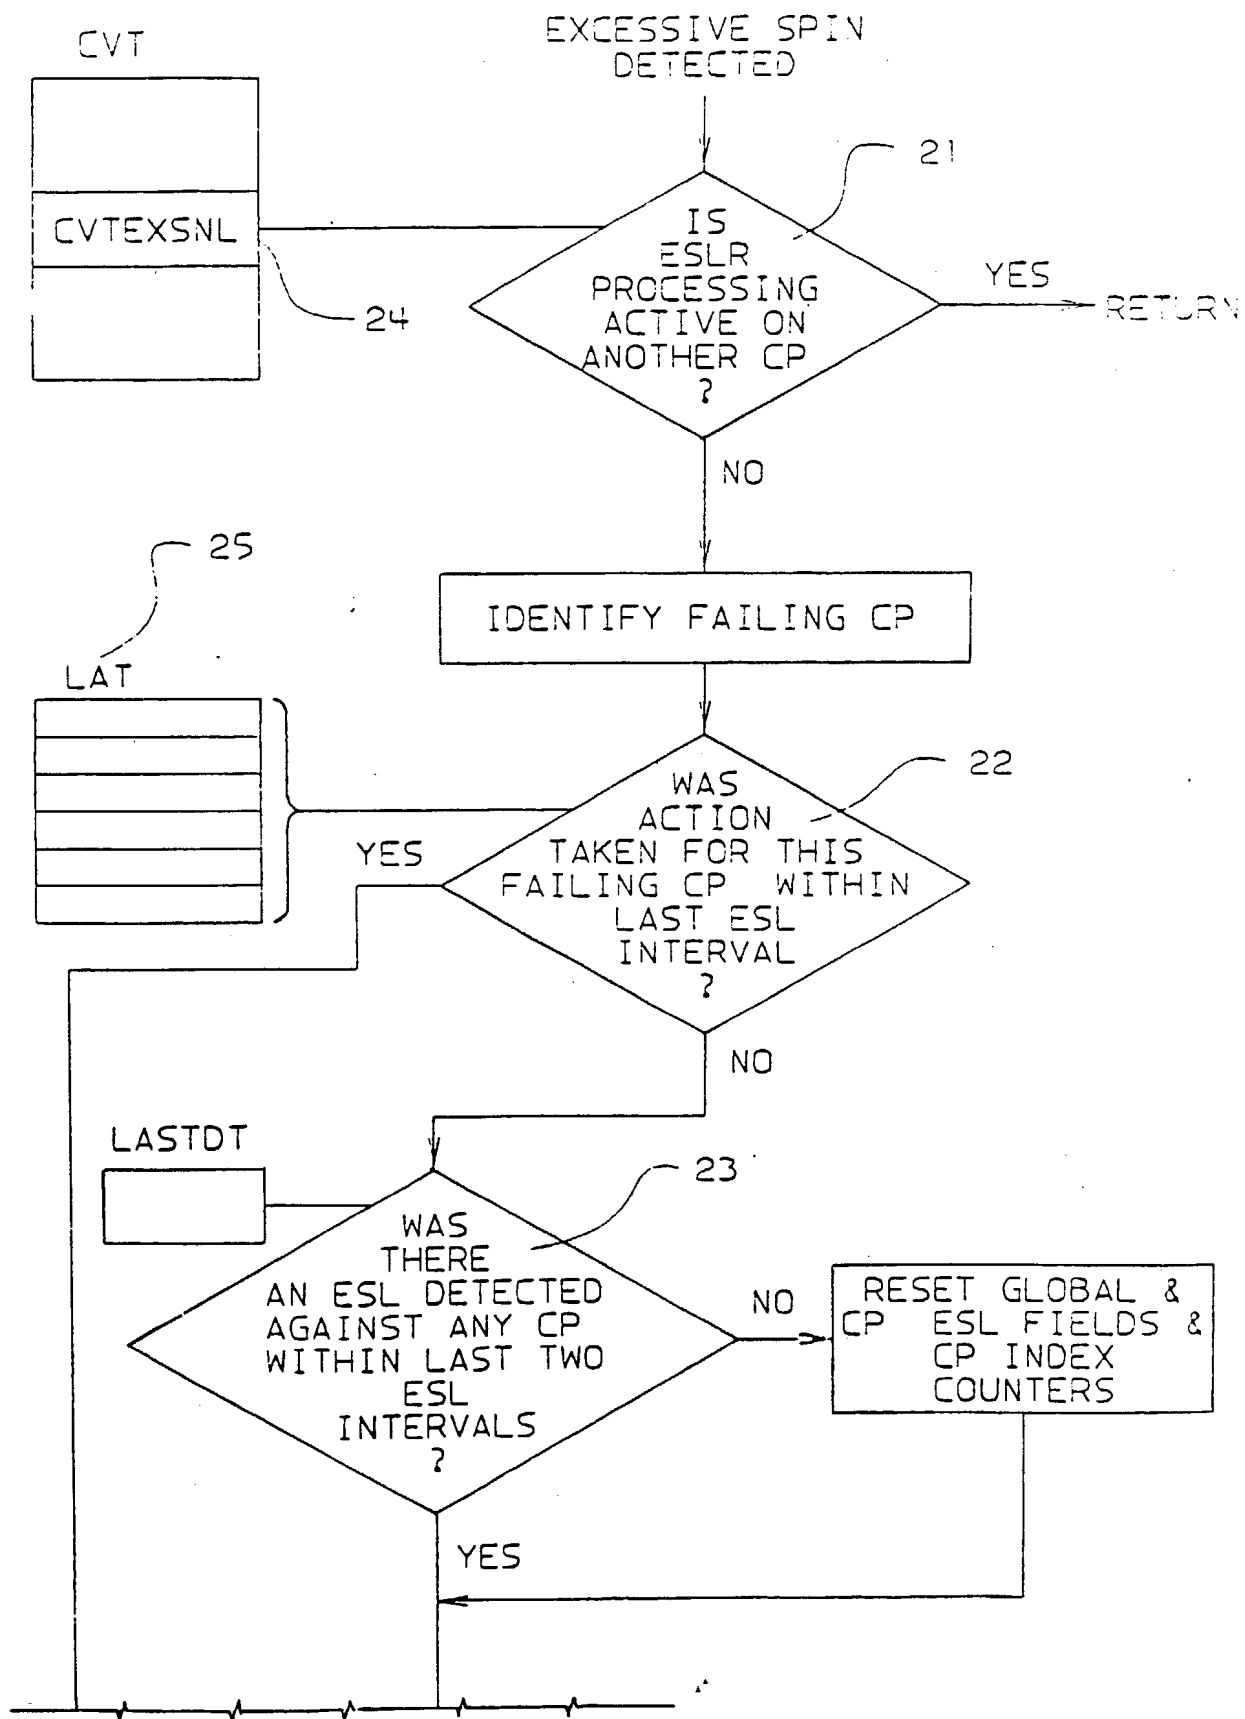 CVT
EXCESSIVE SPIN
DETECTED
21
CVTEXSNL
24
IS
ESLR
PROCESSING
ACTIVE ON
ANOTHER CP
?
YES
RETURN
NO
25
IDENTIFY FAILING CP
LAT
22
WAS
ACTION
TAKEN FOR THIS
FAILING CP WITHIN
LAST ESL
INTERVAL
?
YES
NO
LASTDT
23
WAS
THERE
AN ESL DETECTED
AGAINST ANY CP
WITHIN LAST TWO
ESL
INTERVALS
?
NO
RESET GLOBAL &
CP ESL FIELDS &
CP INDEX
COUNTERS
YES